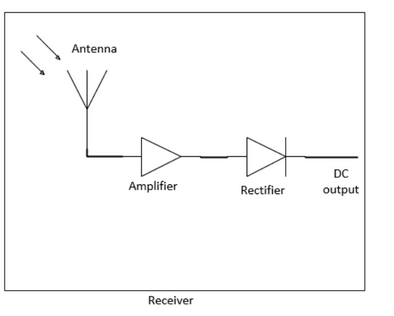 Antenna
Amplifier
Rectifier
DC
output
Receiver